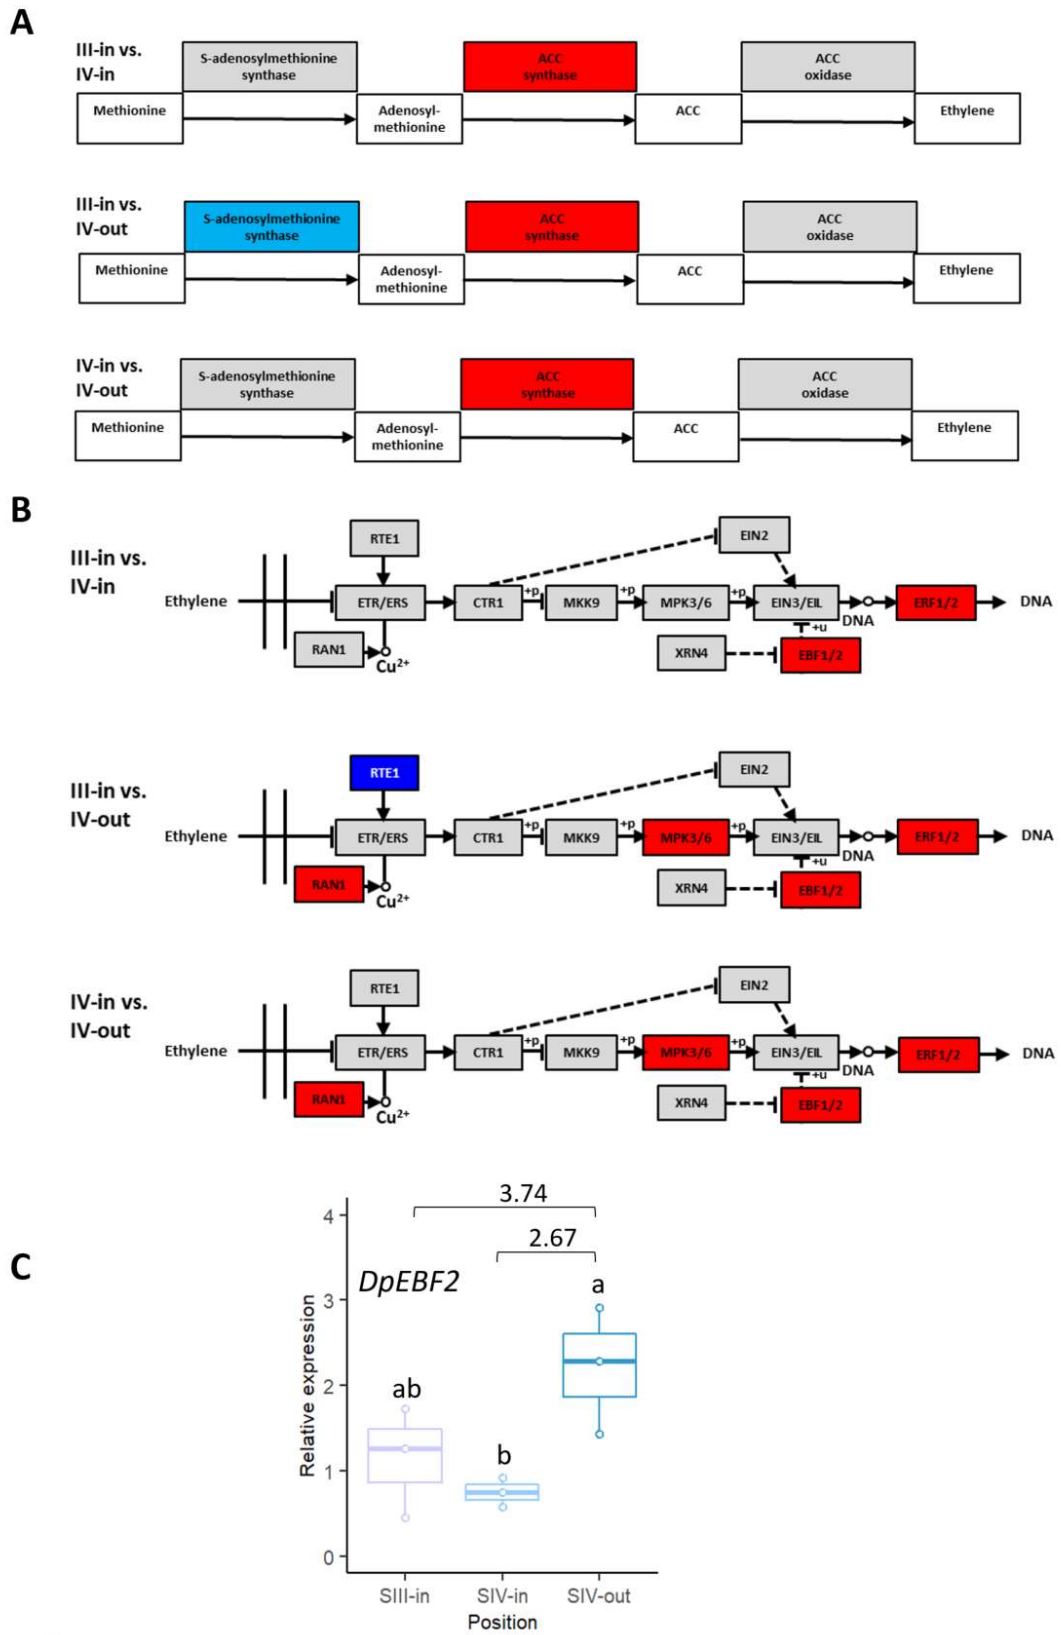 A
III-in vs.
IV-in
S-adenosylmethionine
synthase
ACC
synthase
ACC
oxidase
Methionine
Adenosyl-
methionine
ACC
Ethylene
III-in vs.
IV-out
S-adenosylmethionine
synthase
ACC
synthase
ACC
oxidase
Methionine
Adenosyl-
methionine
ACC
Ethylene
IV-in vs.
IV-out
S-adenosylmethionine
synthase
ACC
synthase
ACC
oxidase
Methionine
Adenosyl-
methionine
ACC
Ethylene
B
III-in vs.
IV-in
RTE1
EIN2
Ethylene
ETR/ERS
CTR1
+p
MKK9
+p
MPK3/6
+p
EIN3/EIL
DNA
ERF1/2
DNA
RAN1
Cu2+
XRN4
+u
EBF1/2
III-in vs.
IV-out
RTE1
EIN2
Ethylene
ETR/ERS
CTR1
+p
MKK9
+p
MPK3/6
+p
EIN3/EIL
DNA
ERF1/2
DNA
RAN1
Cu2+
XRN4
+u
EBF1/2
IV-in vs.
IV-out
RTE1
EIN2
Ethylene
ETR/ERS
CTR1
+p
MKK9
+p
MPK3/6
+p
EIN3/EIL
DNA
ERF1/2
DNA
RAN1
Cu2+
XRN4
+u
EBF1/2
C
3.74
2.67
DpEBF2
a
ab
b
Relative expression
4
3
2
1
0
SIII-in
SIV-in
SIV-out
Position